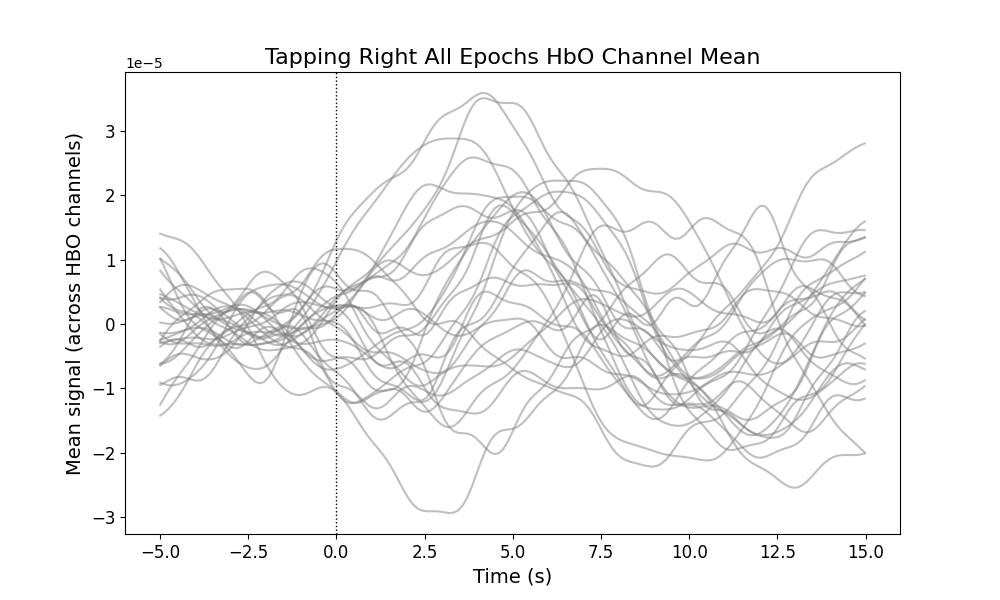 Tapping Right All Epochs HbO Channel Mean
1e−5
3
2
1
0
−1
−2
−3
Mean signal (across HBO channels)
−5.0 −2.5 0.0 2.5 5.0 7.5 10.0 12.5 15.0
Time (s)